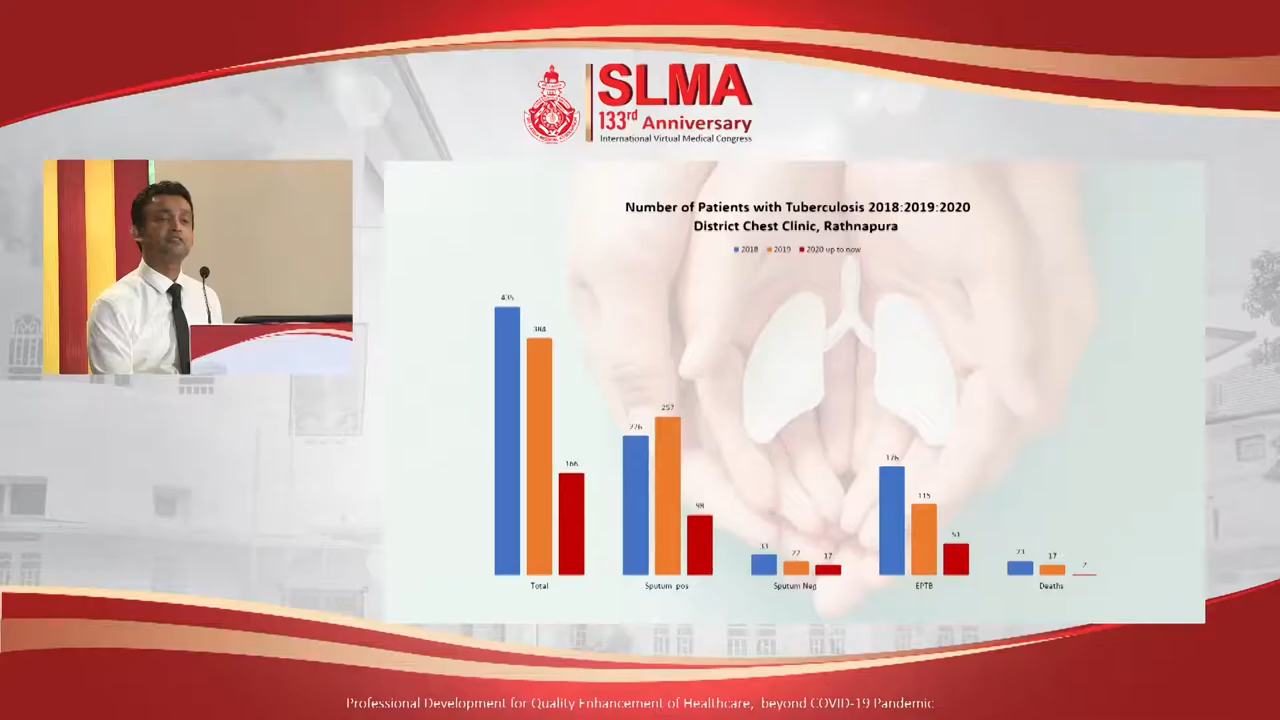 SLMA
133rd Anniversary
International Virtual Medical Congress
Number of Patients with Tuberculosis 2018:2019:2020
District Chest Clinic, Rathnapura
2018 2019 2020 up to now
435 384 166
226 257 98
33 22 17
176 115 51
23 17 2
Total Sputum pos Sputum Neg EPTB Deaths
Professional Development for Quality Enhancement of Healthcare, beyond COVID-19 Pandemic